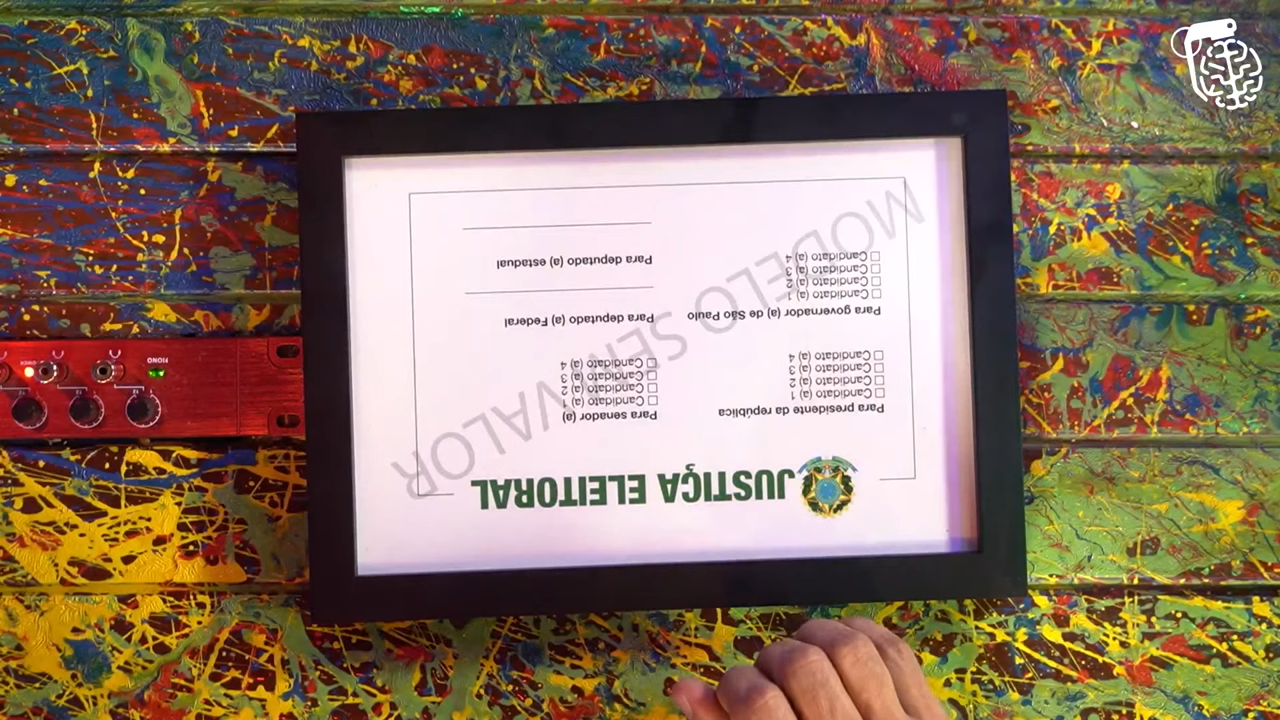 JUSTIÇA ELEITORAL
Para presidente da república
Candidato (a) 1
Candidato (a) 2
Candidato (a) 3
Candidato (a) 4
Para governador (a) de São Paulo
Candidato (a) 1
Candidato (a) 2
Candidato (a) 3
Candidato (a) 4
Para senador (a)
Candidato (a) 1
Candidato (a) 2
Candidato (a) 3
Candidato (a) 4
Para deputado (a) Federal
Para deputado (a) estadual
MODELO SEM VALOR